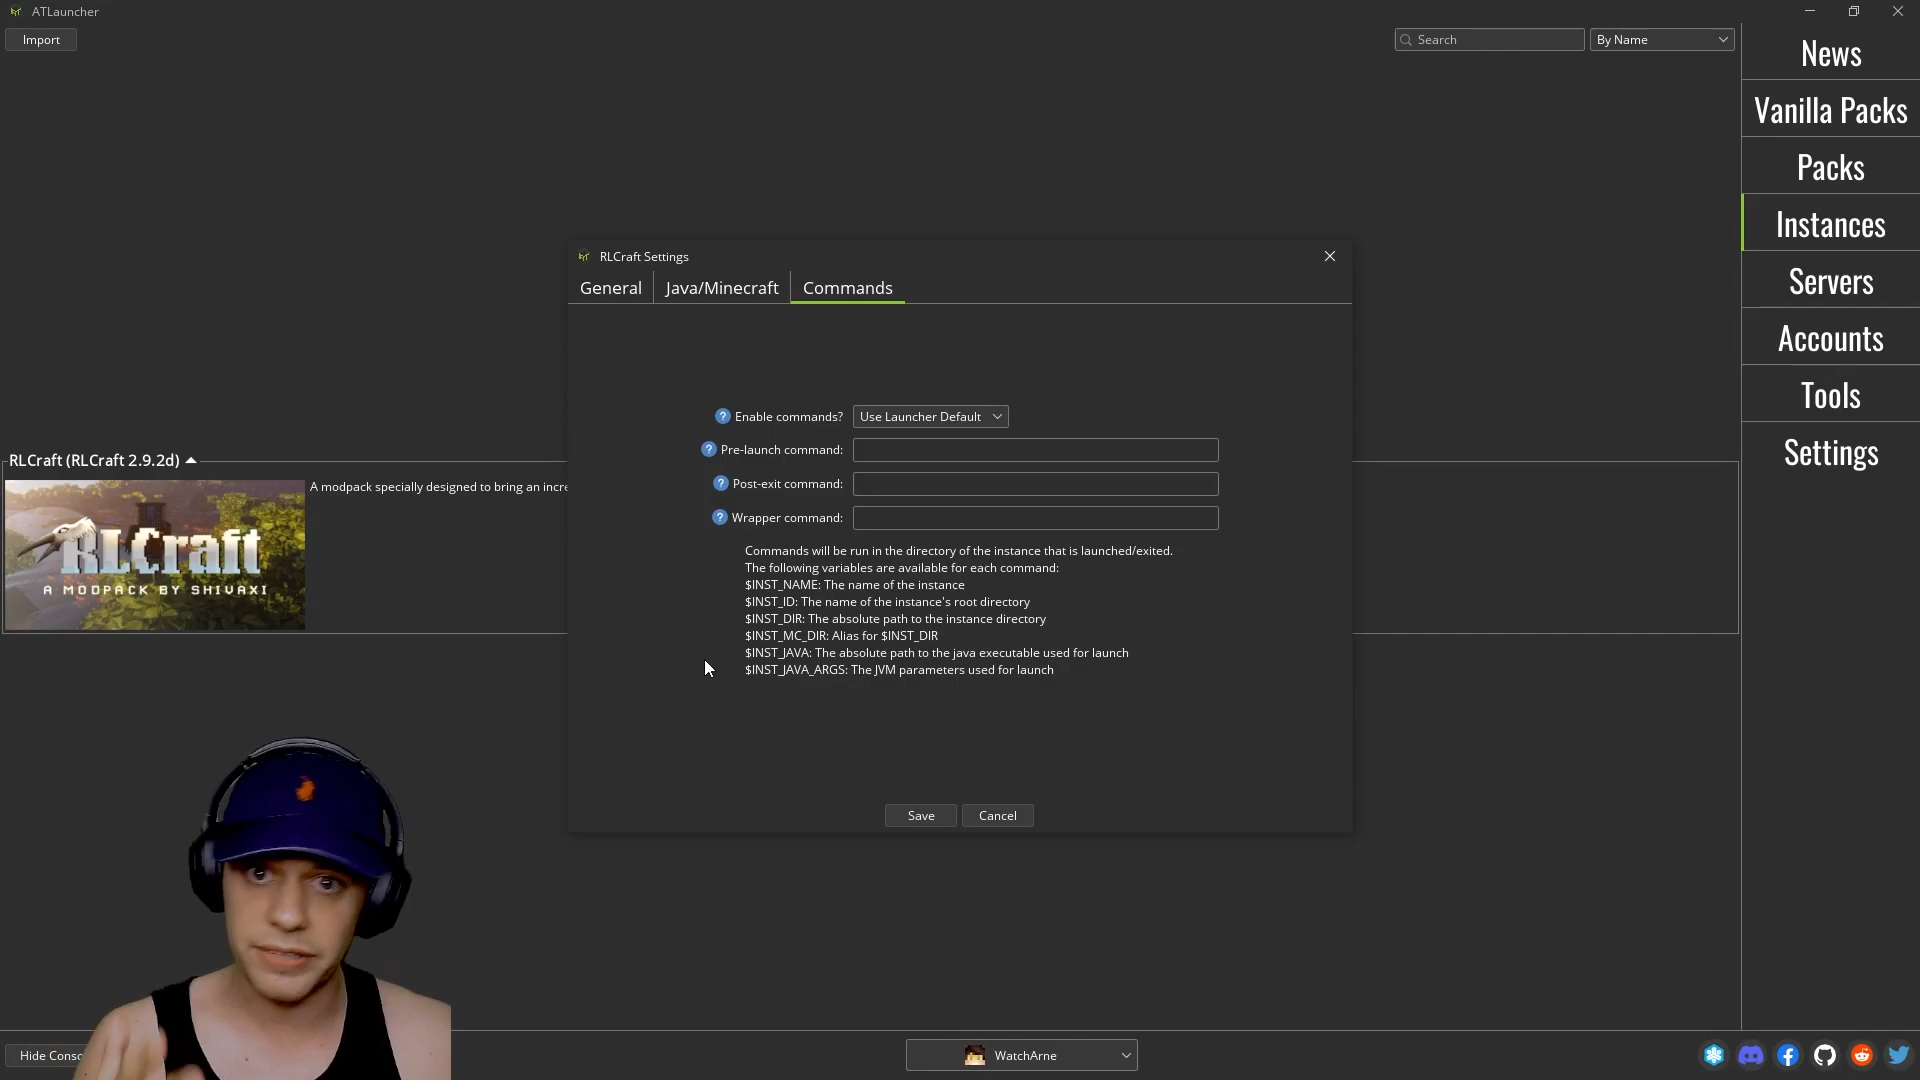 ATLauncher
Import
Search
By Name
News
Vanilla Packs
Packs
Instances
Servers
Accounts
Tools
Settings
RLCraft Settings
General
Java/Minecraft
Commands
Enable commands?
Use Launcher Default
Pre-launch command:
Post-exit command:
Wrapper command:
Commands will be run in the directory of the instance that is launched/exited.
The following variables are available for each command:
$INST_NAME: The name of the instance
$INST_ID: The name of the instance's root directory
$INST_DIR: The absolute path to the instance directory
$INST_MC_DIR: Alias for $INST_DIR
$INST_JAVA: The absolute path to the java executable used for launch
$INST_JAVA_ARGS: The JVM parameters used for launch
Save
Cancel
RLCraft (RLCraft 2.9.2d)
A modpack specially designed to bring an incre
RLCraft
A MODPACK BY SHIVAXI
Hide Conso
WatchArne